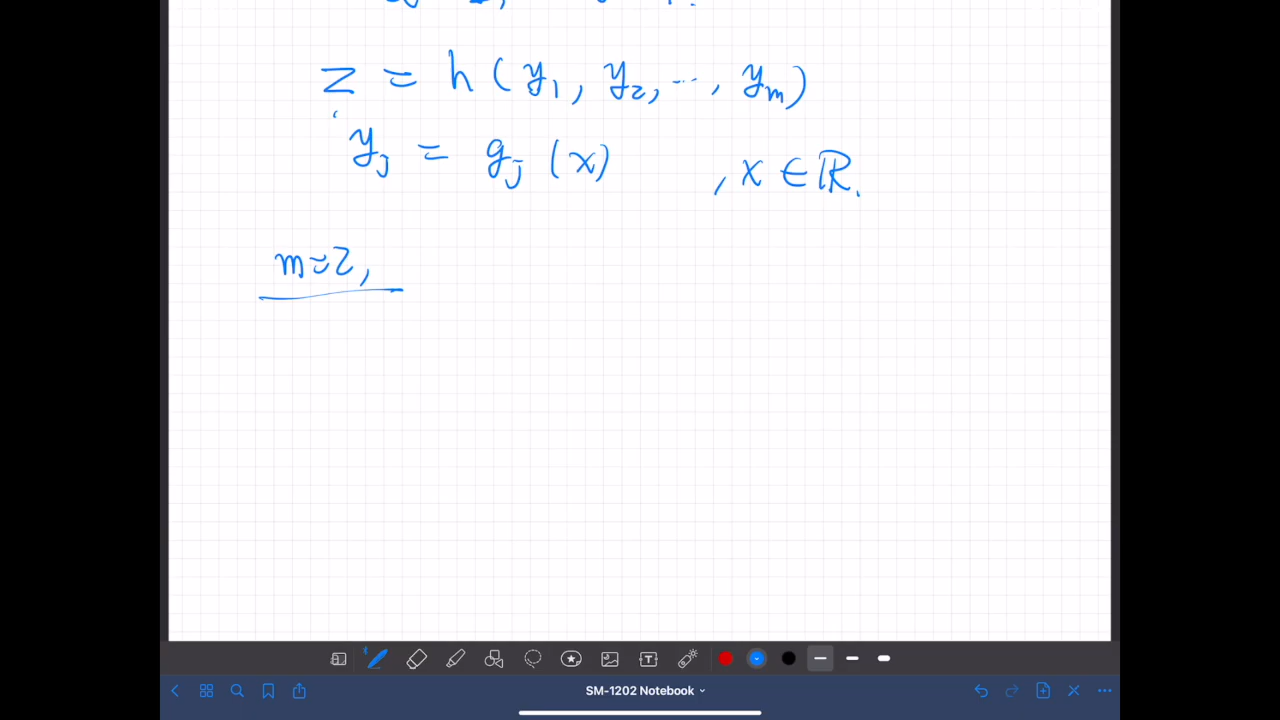 z = h(y₁, y₂, ..., yₘ)
yⱼ = gⱼ(x) , x ∈ ℝ.
m=2,
SM-1202 Notebook